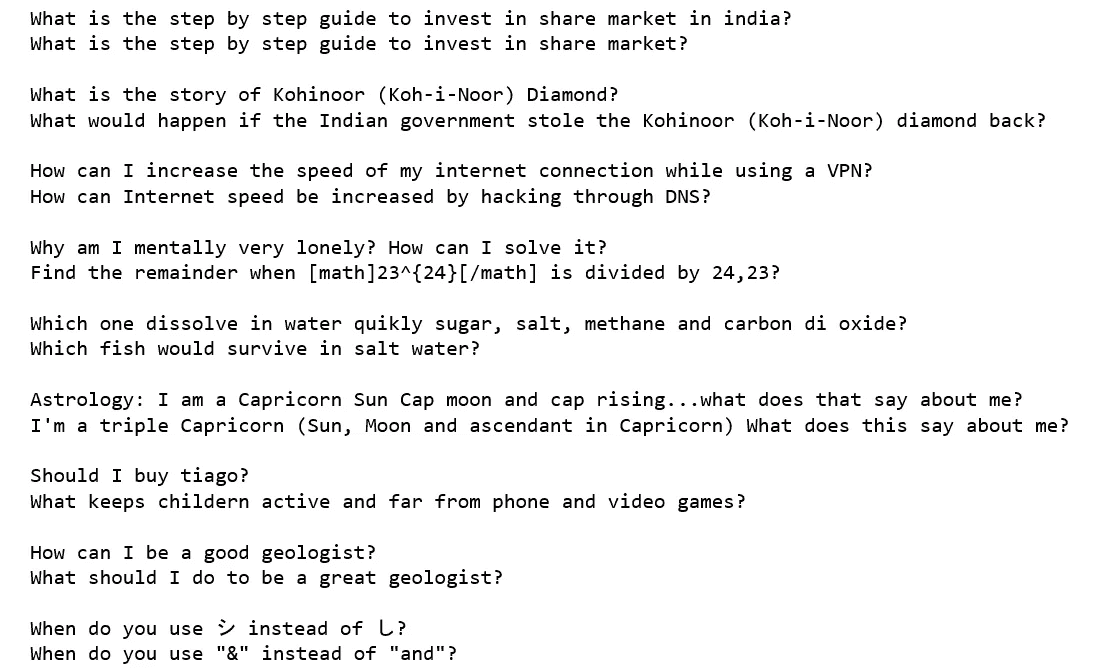 What is the step by step guide to invest in share market in india?
What is the step by step guide to invest in share market?
What is the story of Kohinoor (Koh-i-Noor) Diamond?
What would happen if the Indian government stole the Kohinoor (Koh-i-Noor) diamond back?
How can I increase the speed of my internet connection while using a VPN?
How can Internet speed be increased by hacking through DNS?
Why am I mentally very lonely? How can I solve it?
Find the remainder when [math]23^{24}[/math] is divided by 24,23?
Which one dissolve in water quikly sugar, salt, methane and carbon di oxide?
Which fish would survive in salt water?
Astrology: I am a Capricorn Sun Cap moon and cap rising...what does that say about me?
I'm a triple Capricorn (Sun, Moon and ascendant in Capricorn) What does this say about me?
Should I buy tiago?
What keeps childern active and far from phone and video games?
How can I be a good geologist?
What should I do to be a great geologist?
When do you use シ instead of し?
When do you use "&" instead of "and"?